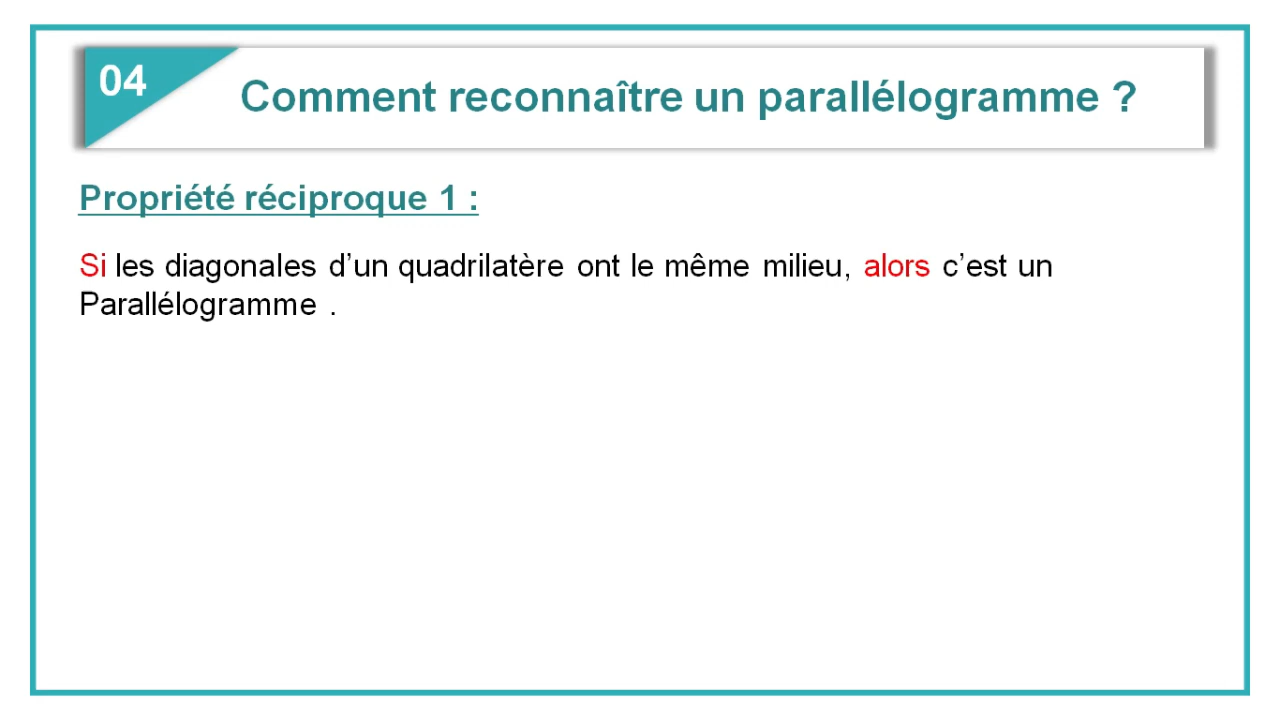 04
Comment reconnaître un parallélogramme ?
Propriété réciproque 1 :
Si les diagonales d’un quadrilatère ont le même milieu, alors c’est un
Parallélogramme .